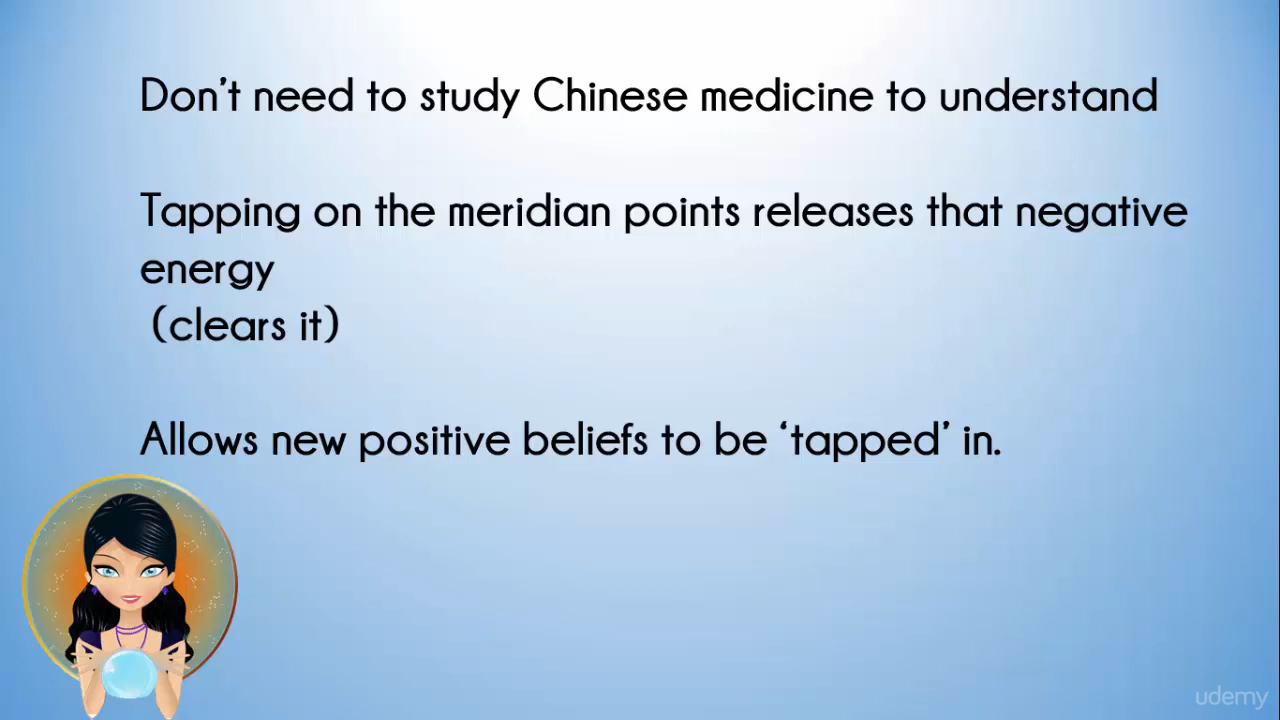 Don’t need to study Chinese medicine to understand
Tapping on the meridian points releases that negative
energy
(clears it)
Allows new positive beliefs to be ‘tapped’ in.
udemy